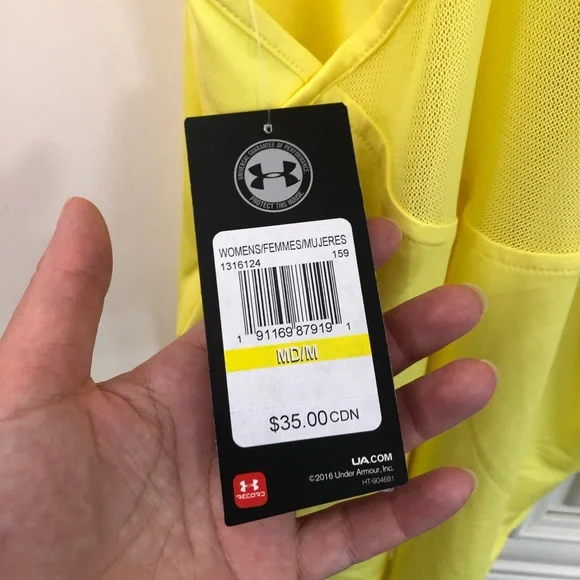 UNIVERSAL GUARANTEE OF PERFORMANCE
PROTECT THIS HOUSE
WOMENS/FEMMES/MUJERES
1316124 159
1 91169 87919 1
MD/M
$35.00 CDN
UA.COM
©2016 Under Armour, Inc.
HT-904681
RECORD